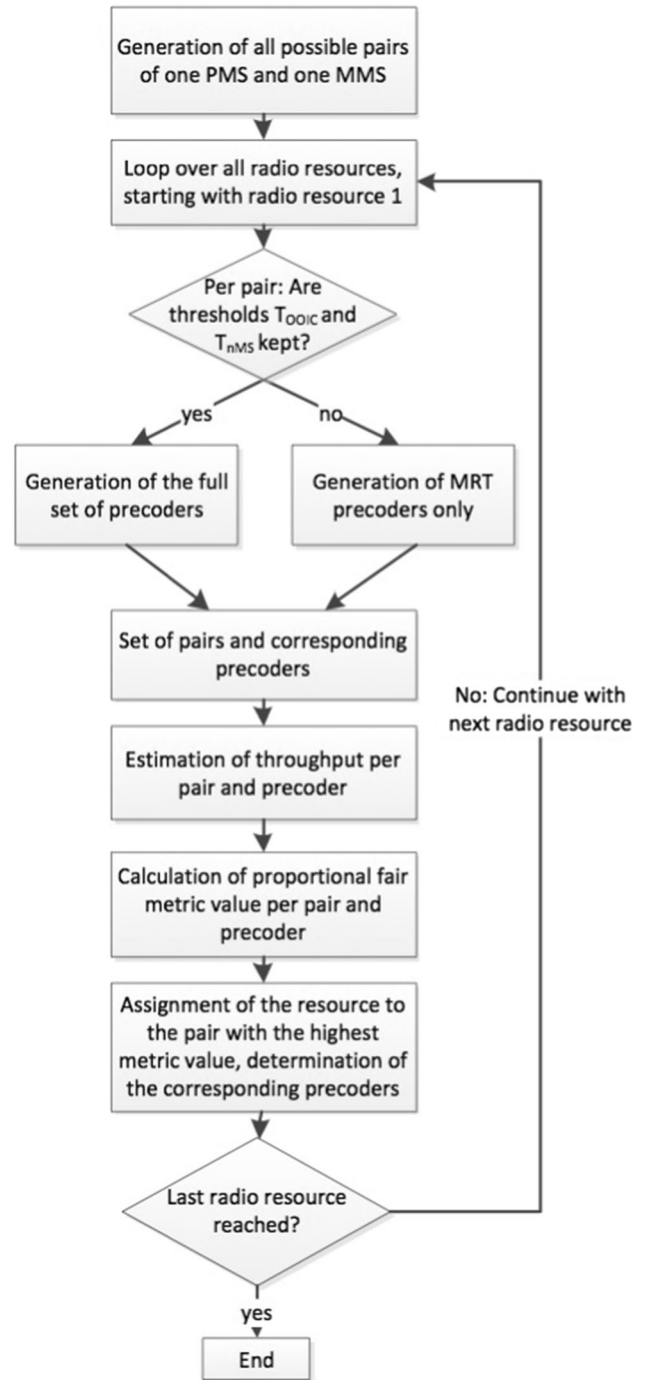 Generation of all possible pairs
of one PMS and one MMS
Loop over all radio resources,
starting with radio resource 1
Per pair: Are
thresholds TOOIC and
TnMS kept?
yes
no
Generation of the full
set of precoders
Generation of MRT
precoders only
Set of pairs and corresponding
precoders
No: Continue with
next radio resource
Estimation of throughput per
pair and precoder
Calculation of proportional fair
metric value per pair and
precoder
Assignment of the resource to
the pair with the highest
metric value, determination of
the corresponding precoders
Last radio resource
reached?
yes
End